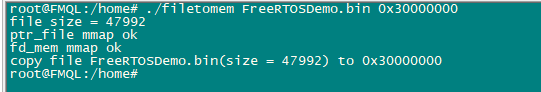 root@FMQL:/home# ./filetomem FreeRTOSDemo.bin 0x30000000
file size = 47992
ptr_file mmap ok
fd_mem mmap ok
copy file FreeRTOSDemo.bin(size = 47992) to 0x30000000
root@FMQL:/home#